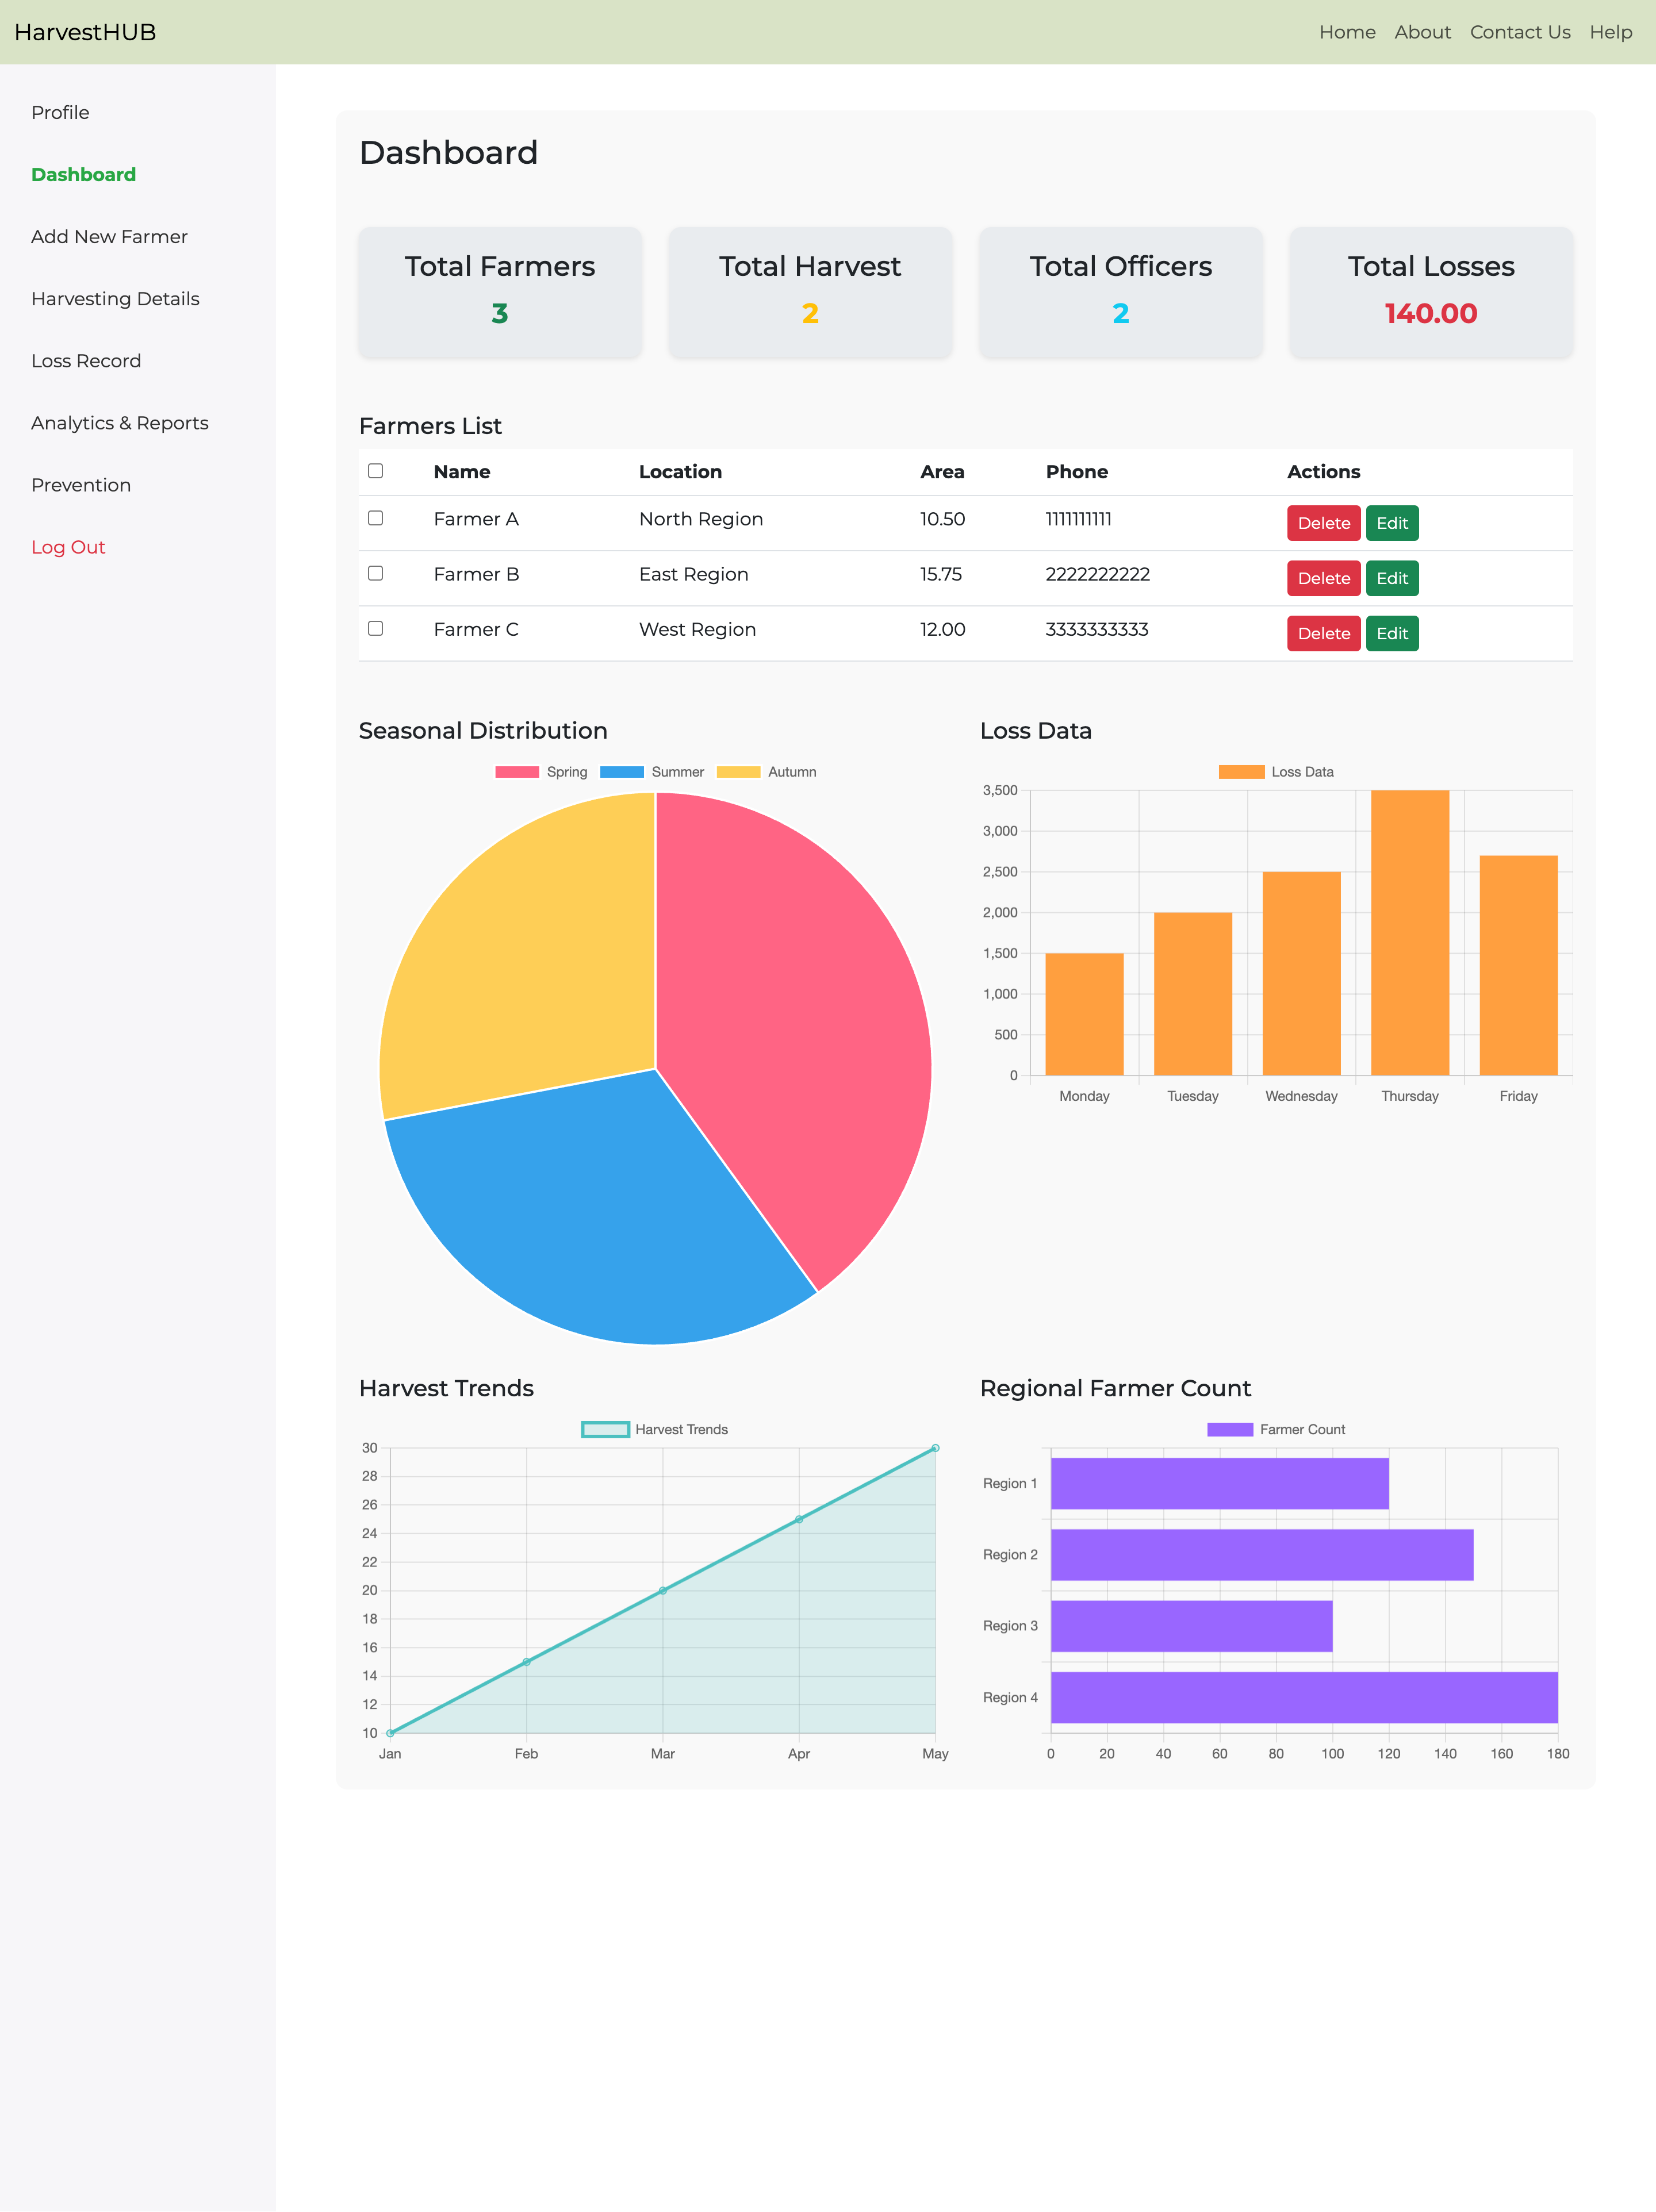 HarvestHUB
Home About Contact Us Help
Profile
Dashboard
Add New Farmer
Harvesting Details
Loss Record
Analytics & Reports
Prevention
Log Out
Dashboard
Total Farmers
3
Total Harvest
2
Total Officers
2
Total Losses
140.00
Farmers List
Name Location Area Phone Actions
Farmer A North Region 10.50 1111111111 Delete Edit
Farmer B East Region 15.75 2222222222 Delete Edit
Farmer C West Region 12.00 3333333333 Delete Edit
Seasonal Distribution
Spring Summer Autumn
Loss Data
Loss Data
3,500
3,000
2,500
2,000
1,500
1,000
500
0
Monday Tuesday Wednesday Thursday Friday
Harvest Trends
Harvest Trends
30
28
26
24
22
20
18
16
14
12
10
Jan Feb Mar Apr May
Regional Farmer Count
Farmer Count
Region 1
Region 2
Region 3
Region 4
0 20 40 60 80 100 120 140 160 180